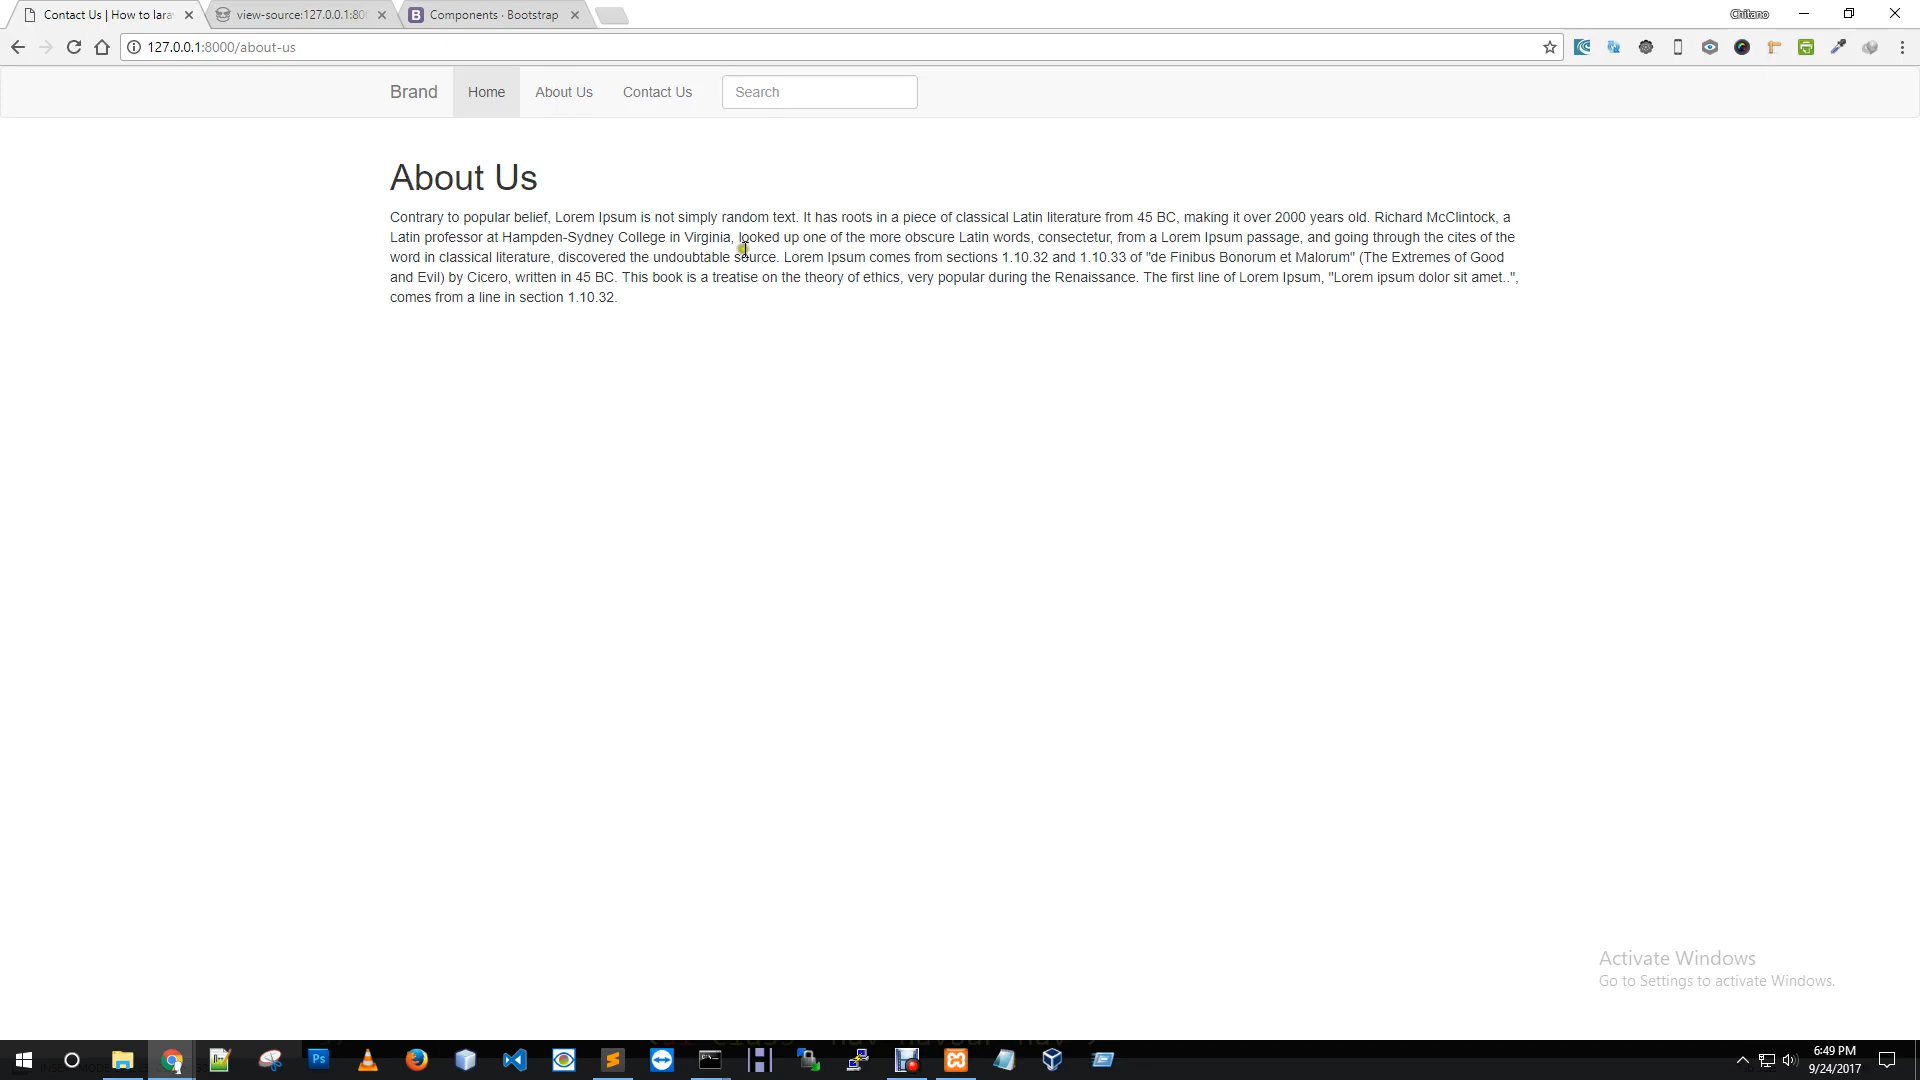 Contact Us | How to lara
view-source:127.0.0.1:80
Components · Bootstrap
Chitano
127.0.0.1:8000/about-us
Brand
Home
About Us
Contact Us
Search
About Us
Contrary to popular belief, Lorem Ipsum is not simply random text. It has roots in a piece of classical Latin literature from 45 BC, making it over 2000 years old. Richard McClintock, a
Latin professor at Hampden-Sydney College in Virginia, looked up one of the more obscure Latin words, consectetur, from a Lorem Ipsum passage, and going through the cites of the
word in classical literature, discovered the undoubtable source. Lorem Ipsum comes from sections 1.10.32 and 1.10.33 of "de Finibus Bonorum et Malorum" (The Extremes of Good
and Evil) by Cicero, written in 45 BC. This book is a treatise on the theory of ethics, very popular during the Renaissance. The first line of Lorem Ipsum, "Lorem ipsum dolor sit amet..",
comes from a line in section 1.10.32.
Activate Windows
Go to Settings to activate Windows.
6:49 PM
9/24/2017